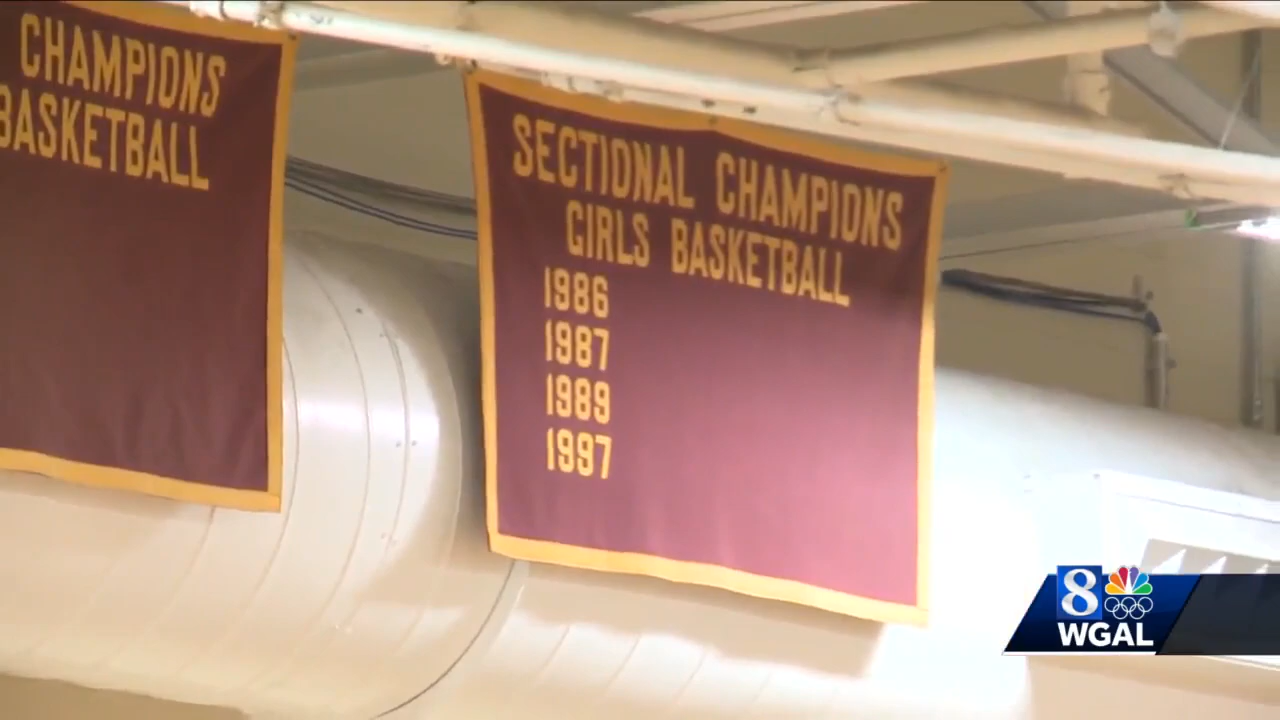 CHAMPIONS
BASKETBALL
SECTIONAL CHAMPIONS
GIRLS BASKETBALL
1986
1987
1989
1997
8
WGAL